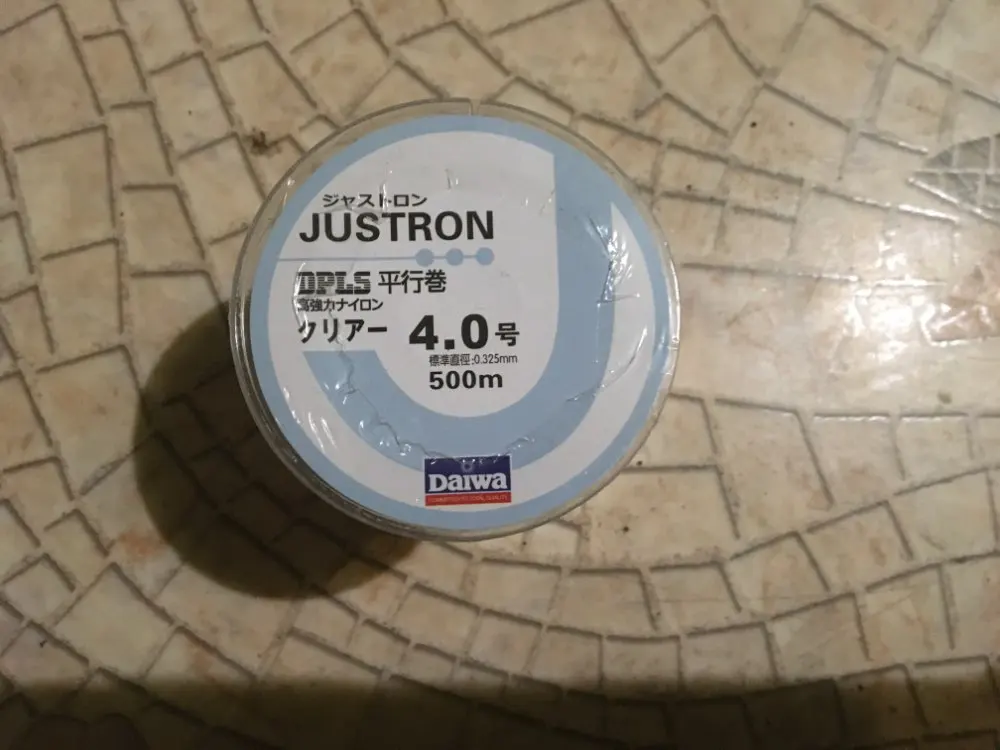 ジャストロン
JUSTRON
DPLS 平行巻
高強力ナイロン
クリアー 4.0号
標準直徑:0.325mm
500m
DAIWA